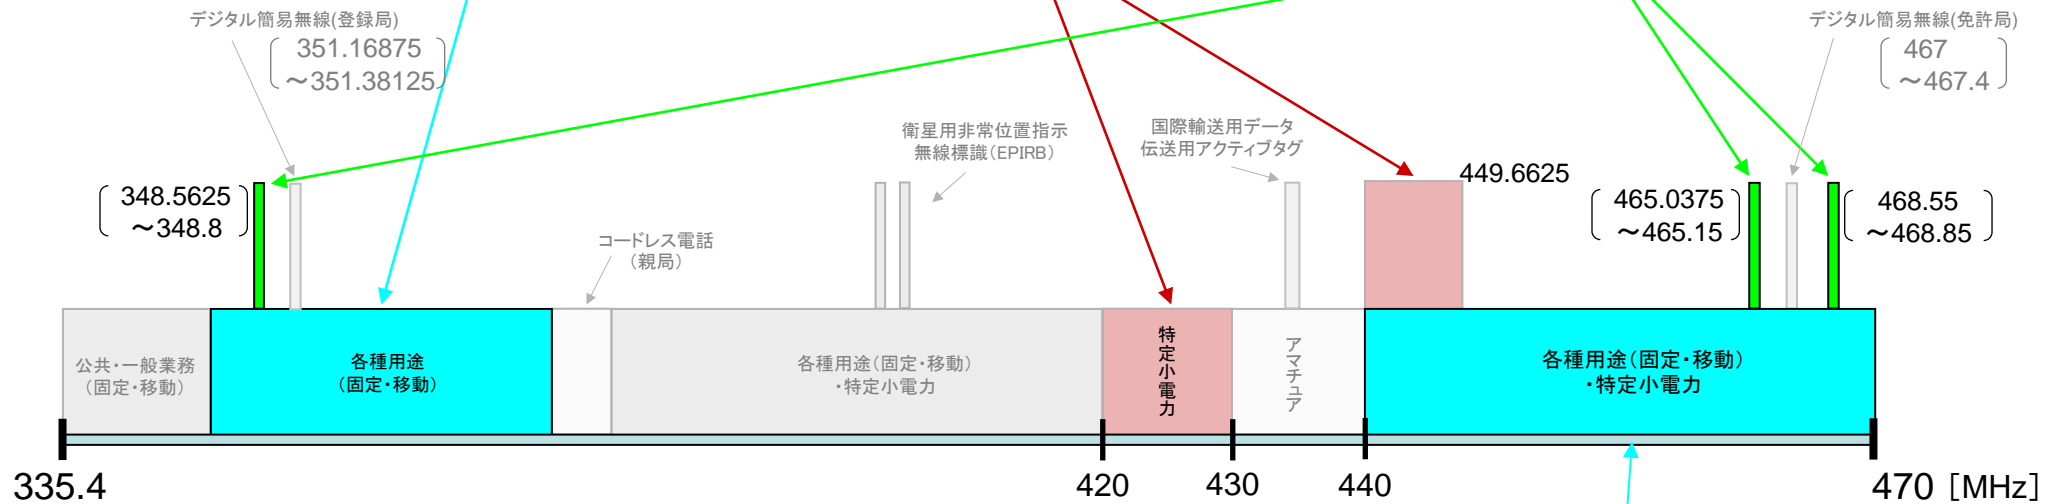 デジタル簡易無線(登録局)
351.16875
～351.38125
デジタル簡易無線(免許局)
467
～467.4
衛星用非常位置指示
無線標識(EPIRB)
国際輸送用データ
伝送用アクティブタグ
449.6625
348.5625
～348.8
465.0375
～465.15
468.55
～468.85
コードレス電話
(親局)
公共・一般業務
(固定・移動)
各種用途
(固定・移動)
各種用途(固定・移動)
・特定小電力
特定小電力
アマチュア
各種用途(固定・移動)
・特定小電力
335.4
420
430
440
470 [MHz]